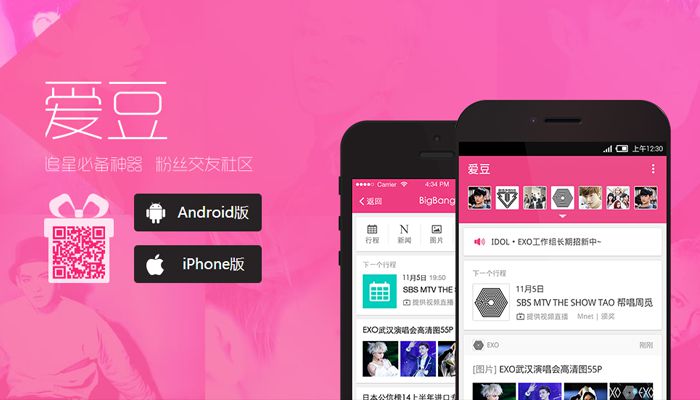 爱豆
追星必备神器 粉丝交友社区
Android版
iPhone版
Carrier
4:34 PM
返回
BigBang
行程
新闻
图片
下一个行程
11月5日 19:50
SBS MTV THE SHOW
提供视频直播
EXO武汉演唱会高清图55P
日本公信榜14上半年进口专
上午12:30
爱豆
IDOL·EXO工作组长期招新中~
下一个行程
11月5日
SBS MTV THE SHOW TAO 帮唱周觅
提供视频直播 Mnet | 颁奖
EXO
刚刚
[图片] EXO武汉演唱会高清图55P